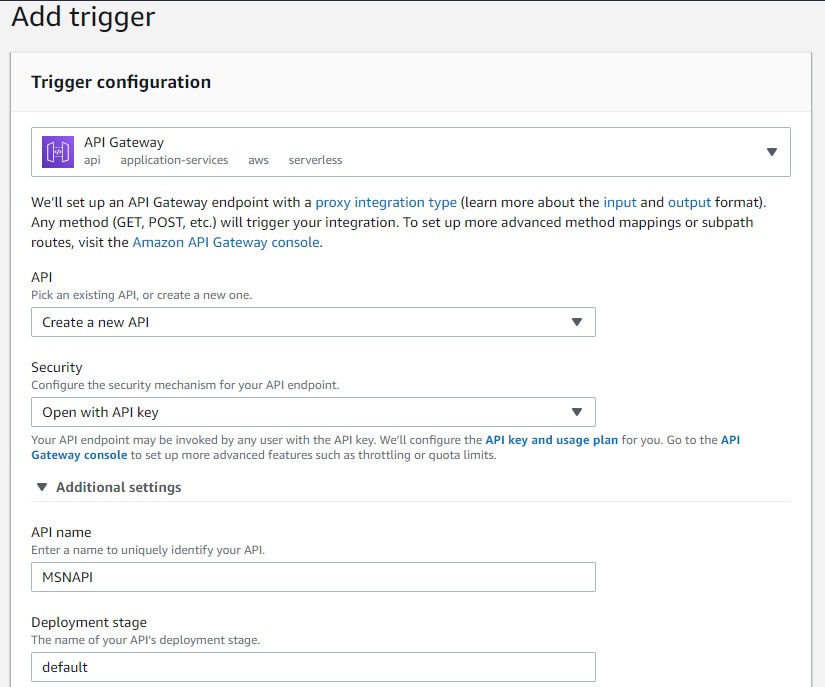 Add trigger
Trigger configuration
API Gateway
api application-services aws serverless
We'll set up an API Gateway endpoint with a proxy integration type (learn more about the input and output format).
Any method (GET, POST, etc.) will trigger your integration. To set up more advanced method mappings or subpath
routes, visit the Amazon API Gateway console.
API
Pick an existing API, or create a new one.
Create a new API
Security
Configure the security mechanism for your API endpoint.
Open with API key
Your API endpoint may be invoked by any user with the API key. We'll configure the API key and usage plan for you. Go to the API
Gateway console to set up more advanced features such as throttling or quota limits.
Additional settings
API name
Enter a name to uniquely identify your API.
MSNAPI
Deployment stage
The name of your API's deployment stage.
default